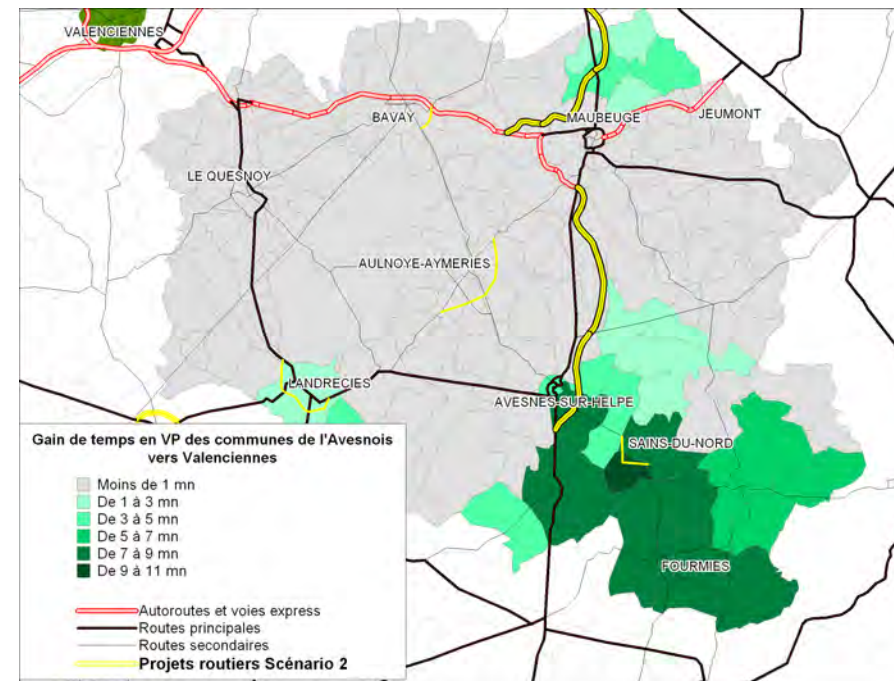 VALENCIENNES
BAVAY
MAUBEUGE
JEUMONT
LE QUESNOY
AULNOYE-AYMERIES
LANDRECIES
AVESNES-SUR-HELPE
SAINS-DU-NORD
FOURMIES
Gain de temps en VP des communes de l'Avesnois
vers Valenciennes
Moins de 1 mn
De 1 à 3 mn
De 3 à 5 mn
De 5 à 7 mn
De 7 à 9 mn
De 9 à 11 mn
Autoroutes et voies express
Routes principales
Routes secondaires
Projets routiers Scénario 2